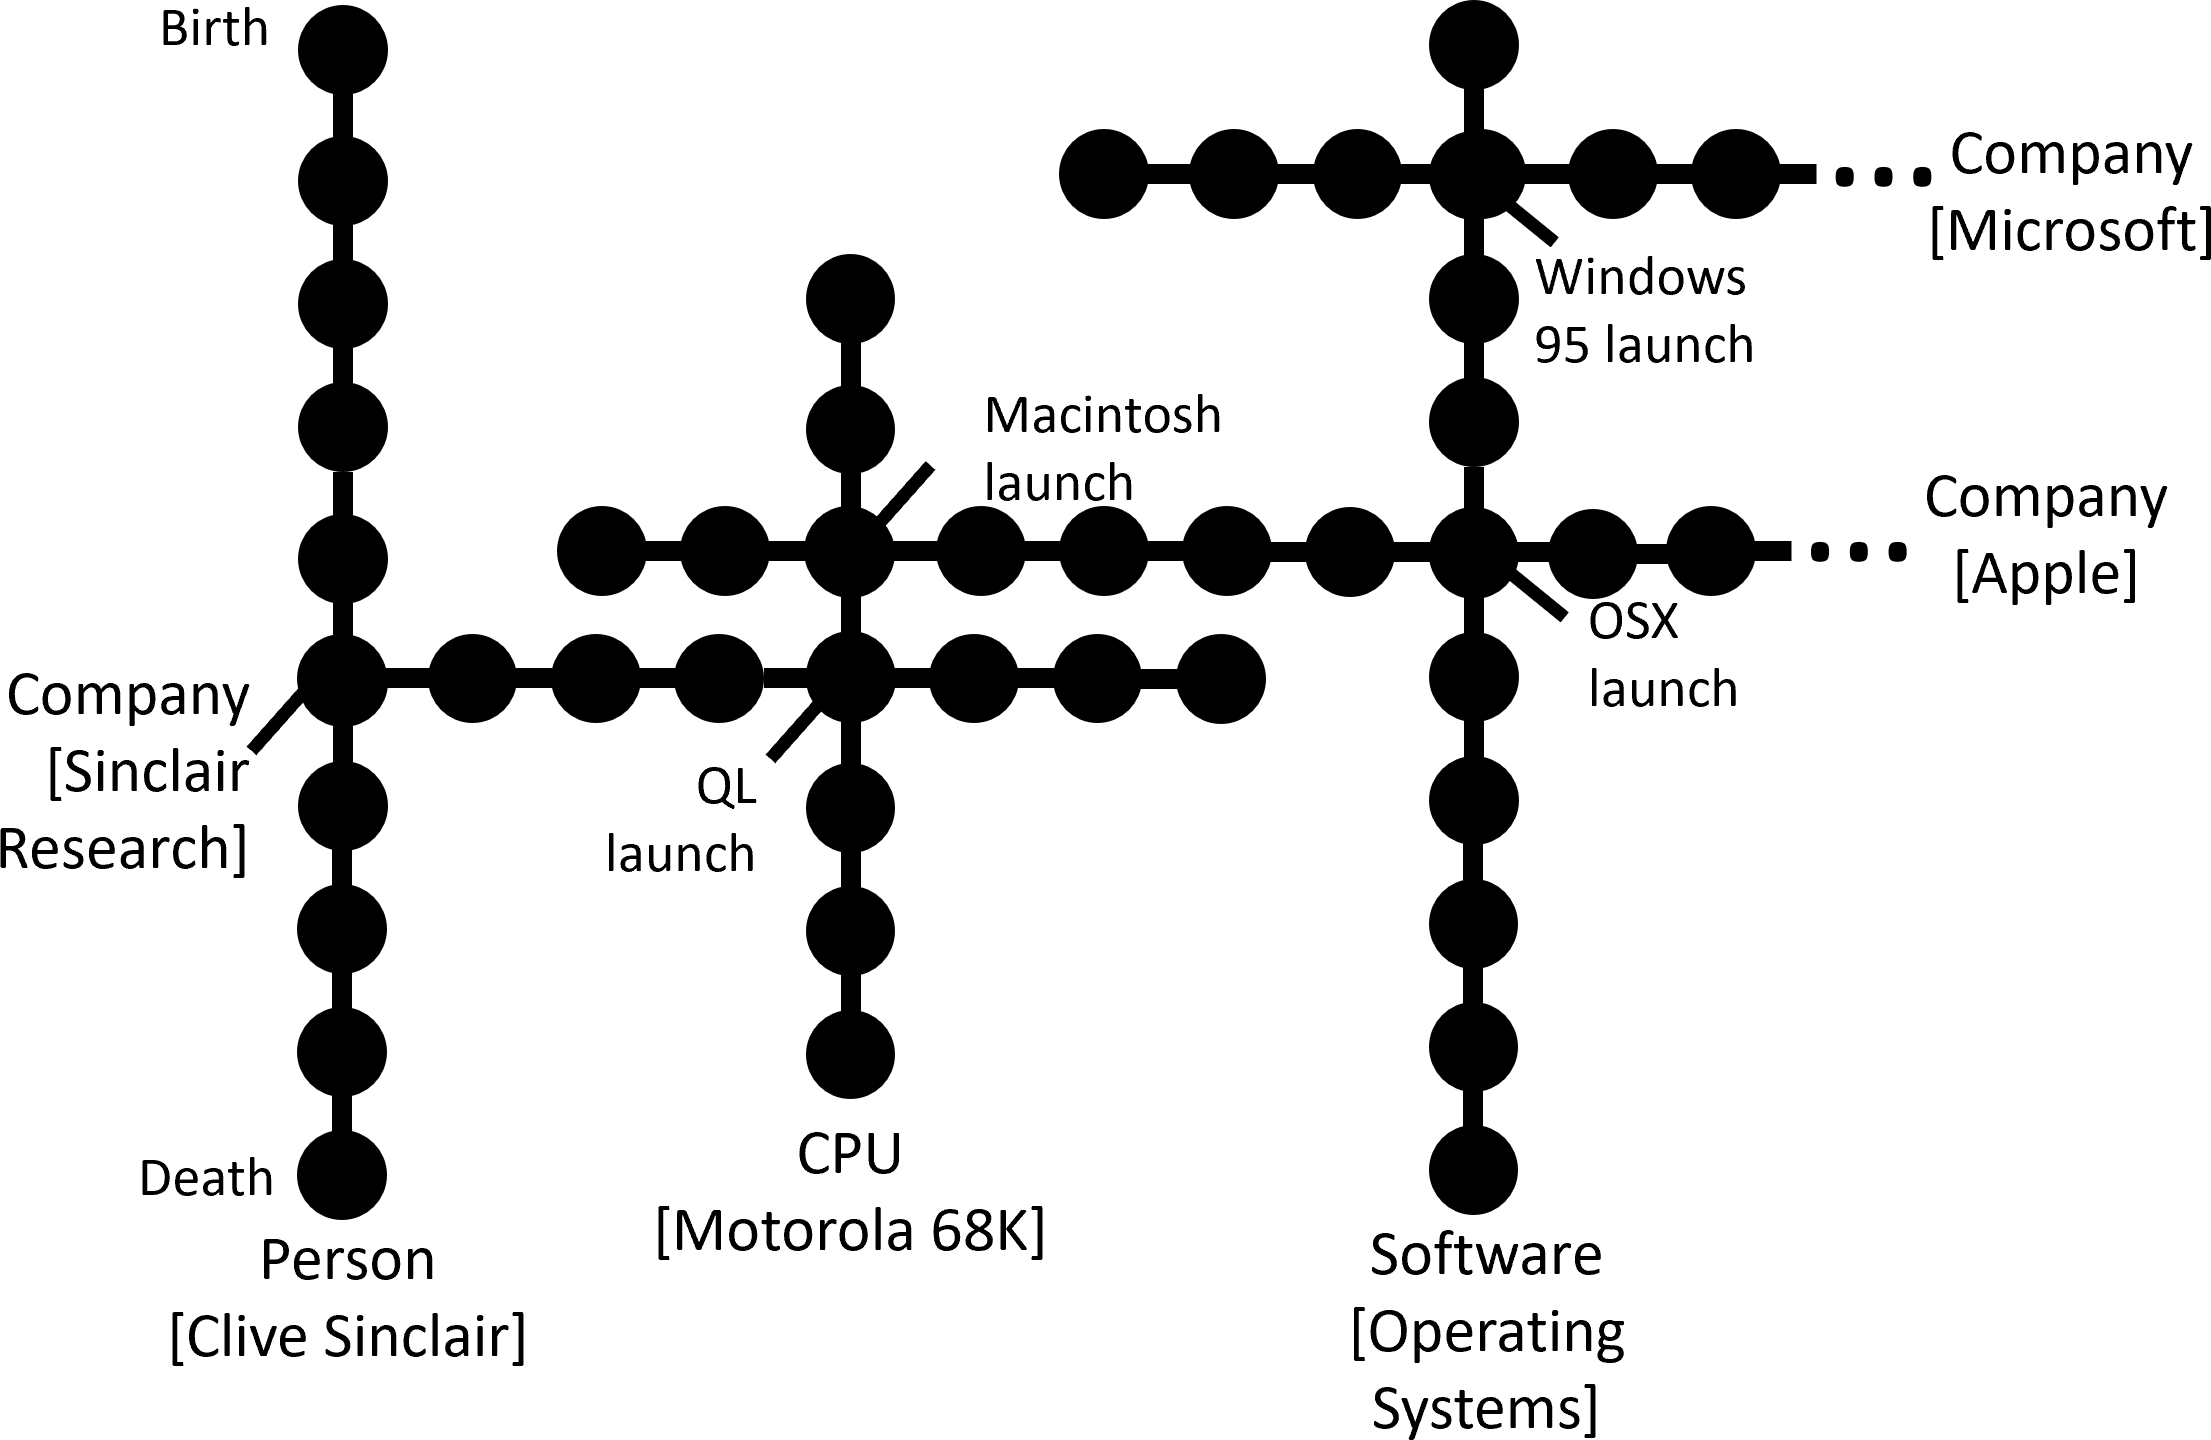 Birth
Company
[Microsoft]
Windows
95 launch
Macintosh
launch
Company
[Apple]
OSX
launch
Company
[Sinclair
Research]
QL
launch
Death
Person
[Clive Sinclair]
CPU
[Motorola 68K]
Software
[Operating
Systems]